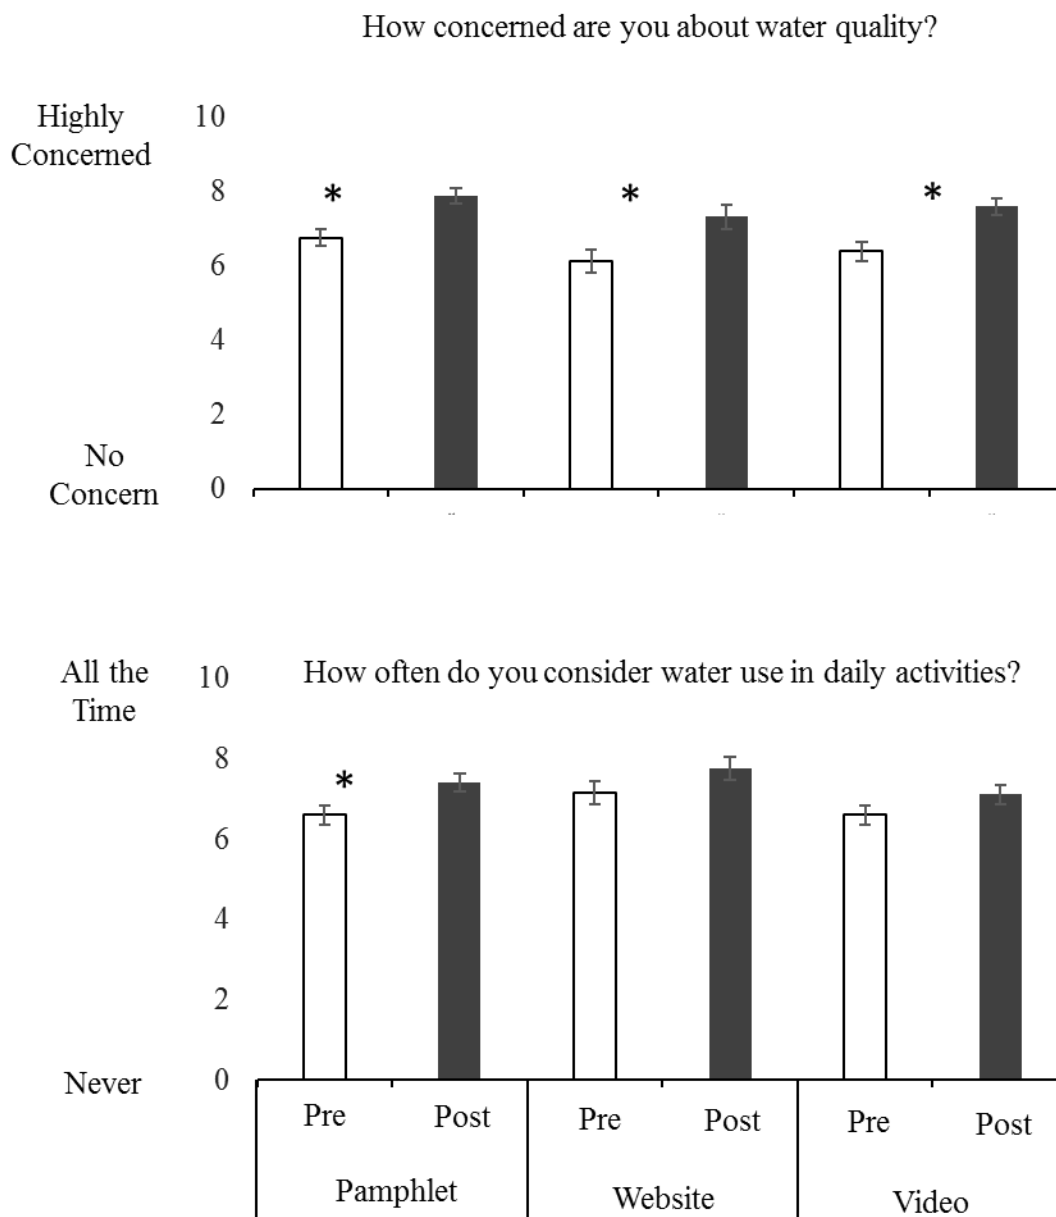 How concerned are you about water quality?
Highly
Concerned
10
8
* * *
6
4
2
No
Concern
0
All the
Time
10
How often do you consider water use in daily activities?
8
*
6
4
2
0
Never
Pre Post Pre Post Pre Post
Pamphlet Website Video